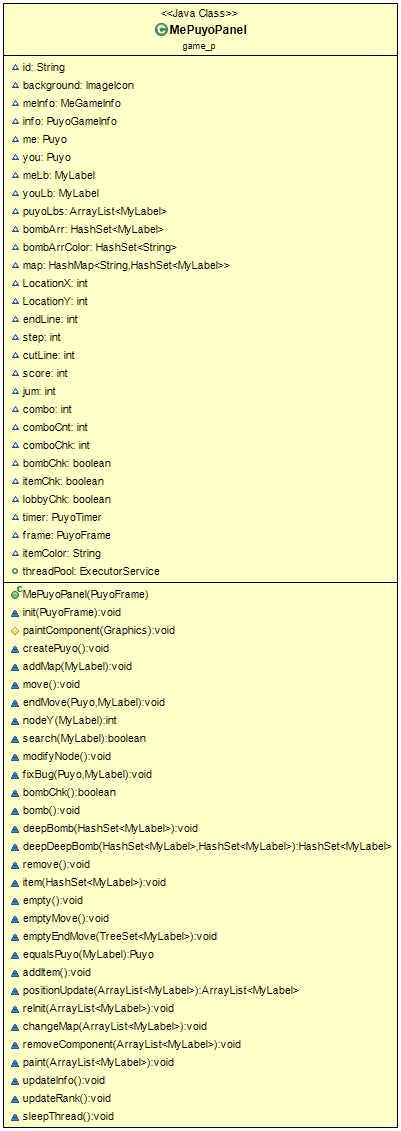 <<Java Class>>
MePuyoPanel
game_p
id: String
background: ImageIcon
meInfo: MeGameInfo
info: PuyoGameInfo
me: Puyo
you: Puyo
meLb: MyLabel
youLb: MyLabel
puyoLbs: ArrayList<MyLabel>
bombArr: HashSet<MyLabel>
bombArrColor: HashSet<String>
map: HashMap<String,HashSet<MyLabel>>
LocationX: int
LocationY: int
endLine: int
step: int
cutLine: int
score: int
jum: int
combo: int
comboCnt: int
comboChk: int
bombChk: boolean
itemChk: boolean
lobbyChk: boolean
timer: PuyoTimer
frame: PuyoFrame
itemColor: String
threadPool: ExecutorService
MePuyoPanel(PuyoFrame)
init(PuyoFrame):void
paintComponent(Graphics):void
createPuyo():void
addMap(MyLabel):void
move():void
endMove(Puyo,MyLabel):void
nodeY(MyLabel):int
search(MyLabel):boolean
modifyNode():void
fixBug(Puyo,MyLabel):void
bombChk():boolean
bomb():void
deepBomb(HashSet<MyLabel>):void
deepDeepBomb(HashSet<MyLabel>,HashSet<MyLabel>):HashSet<MyLabel>
remove():void
item(HashSet<MyLabel>):void
empty():void
emptyMove():void
emptyEndMove(TreeSet<MyLabel>):void
equalsPuyo(MyLabel):Puyo
addItem():void
positionUpdate(ArrayList<MyLabel>):ArrayList<MyLabel>
reInit(ArrayList<MyLabel>):void
changeMap(ArrayList<MyLabel>):void
removeComponent(ArrayList<MyLabel>):void
paint(ArrayList<MyLabel>):void
updateInfo():void
updateRank():void
sleepThread():void